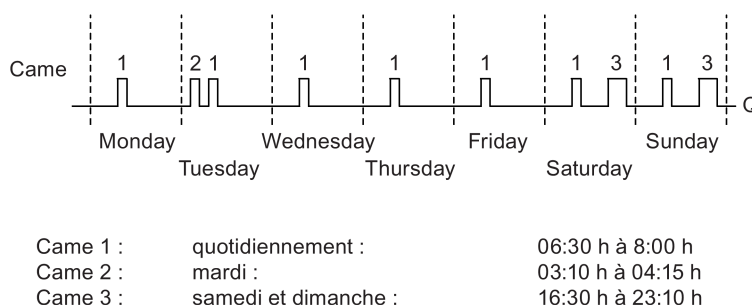 1 2 1 1 1 1 1 3 1 3
Came
Q
Monday Wednesday Friday Sunday
Tuesday Thursday Saturday
Came 1 : quotidiennement : 06:30 h à 8:00 h
Came 2 : mardi : 03:10 h à 04:15 h
Came 3 : samedi et dimanche : 16:30 h à 23:10 h